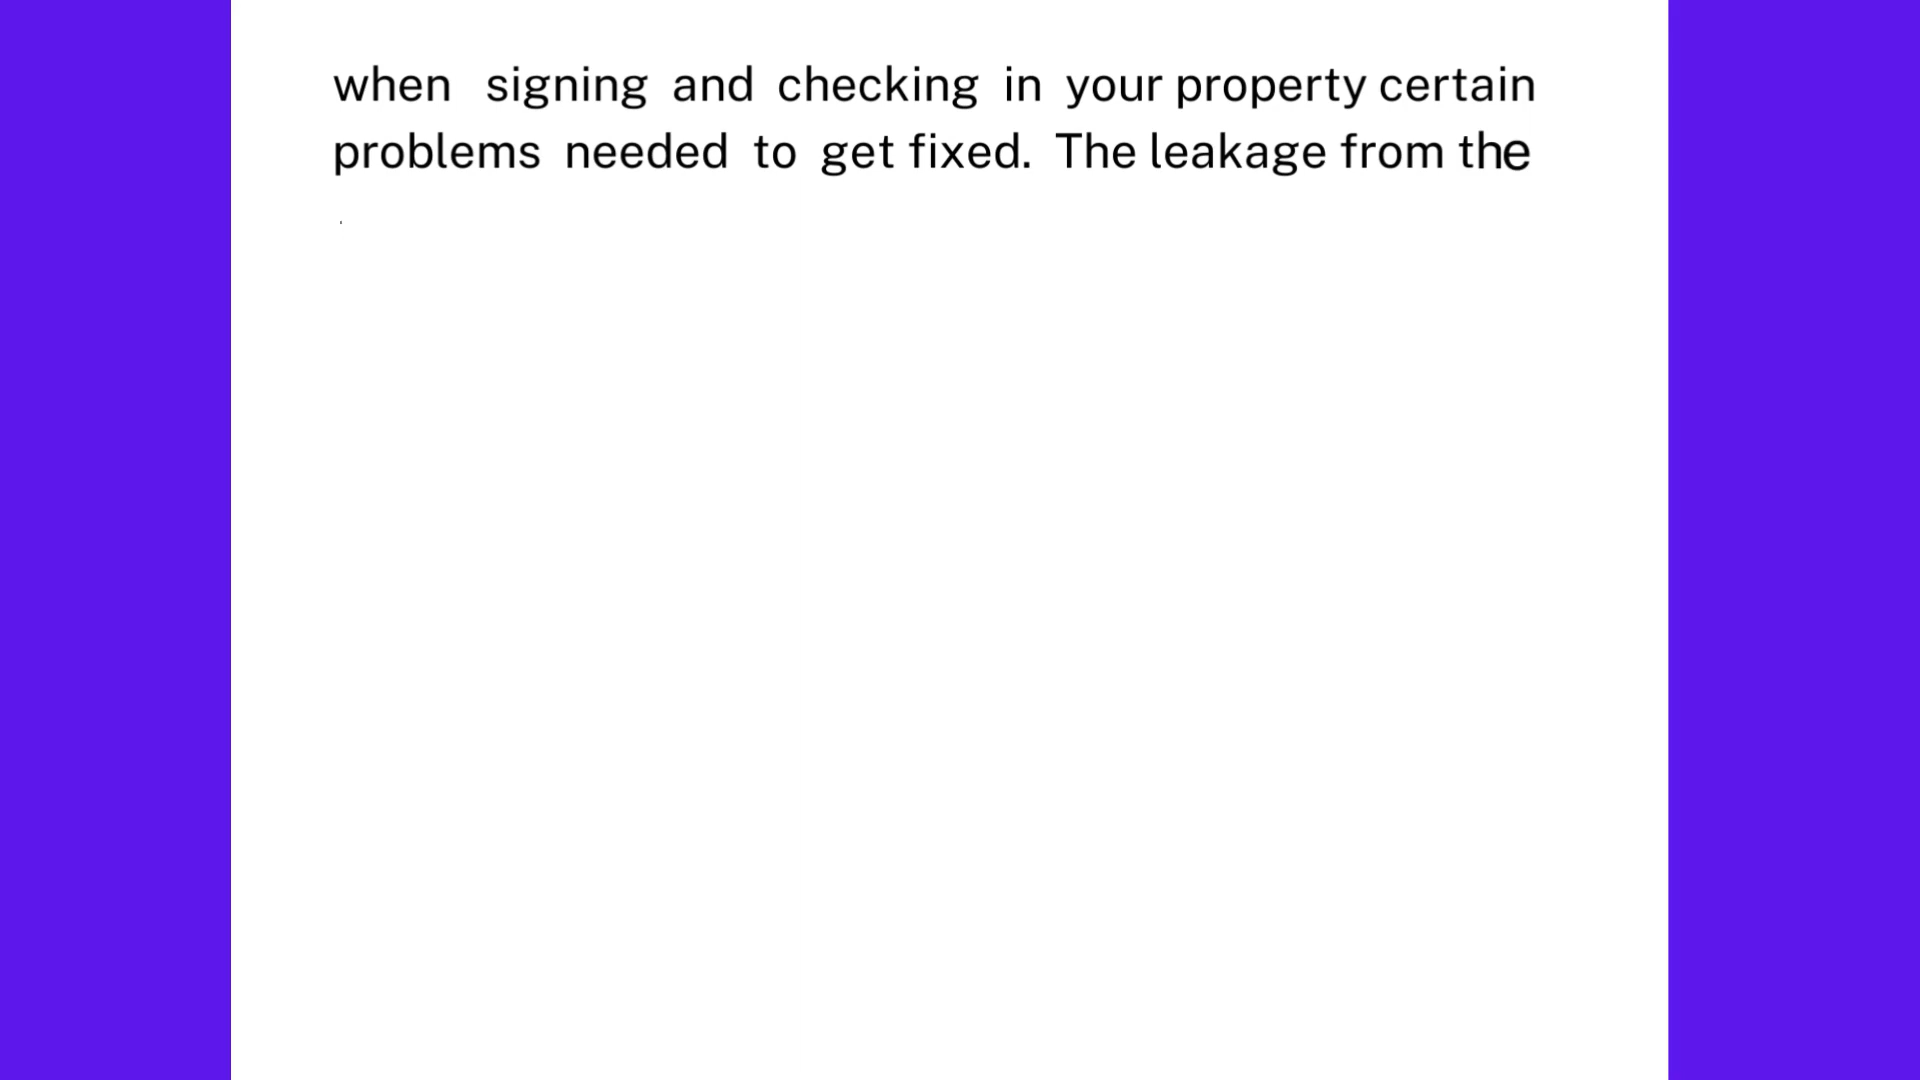 when signing and checking in your property certain
problems needed to get fixed. The leakage from the